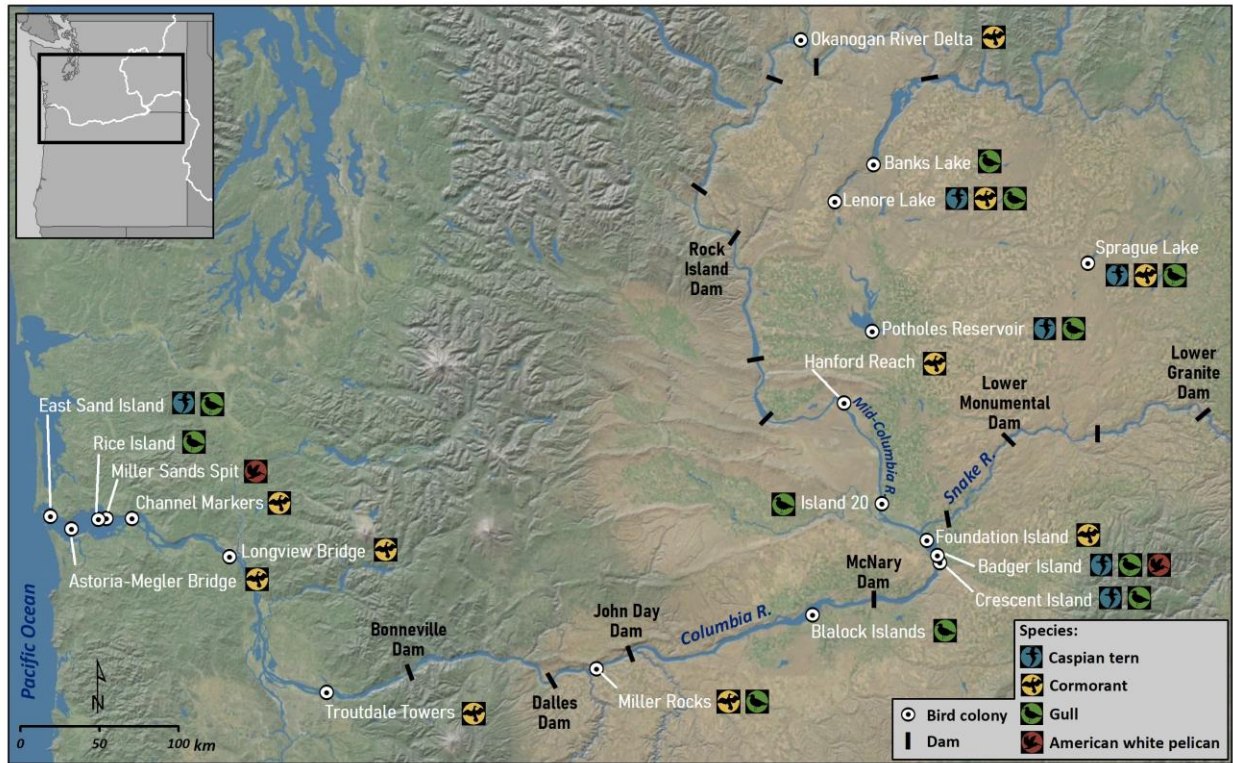 Okanogan River Delta
Banks Lake
Lenore Lake
Sprague Lake
Rock
Island
Dam
Potholes Reservoir
Hanford Reach
Lower
Granite
Dam
Lower
Monumental
Dam
East Sand Island
Rice Island
Miller Sands Spit
Channel Markers
Mid-Columbia R.
Snake R.
Island 20
Longview Bridge
Foundation Island
Astoria-Megler Bridge
Badger Island
McNary
Dam
Crescent Island
Pacific Ocean
John Day
Dam
Columbia R.
Blalock Islands
Bonneville
Dam
Dalles
Dam
Miller Rocks
Troutdale Towers
N
0 50 100 km
Species:
Caspian tern
Cormorant
Gull
American white pelican
Bird colony
Dam